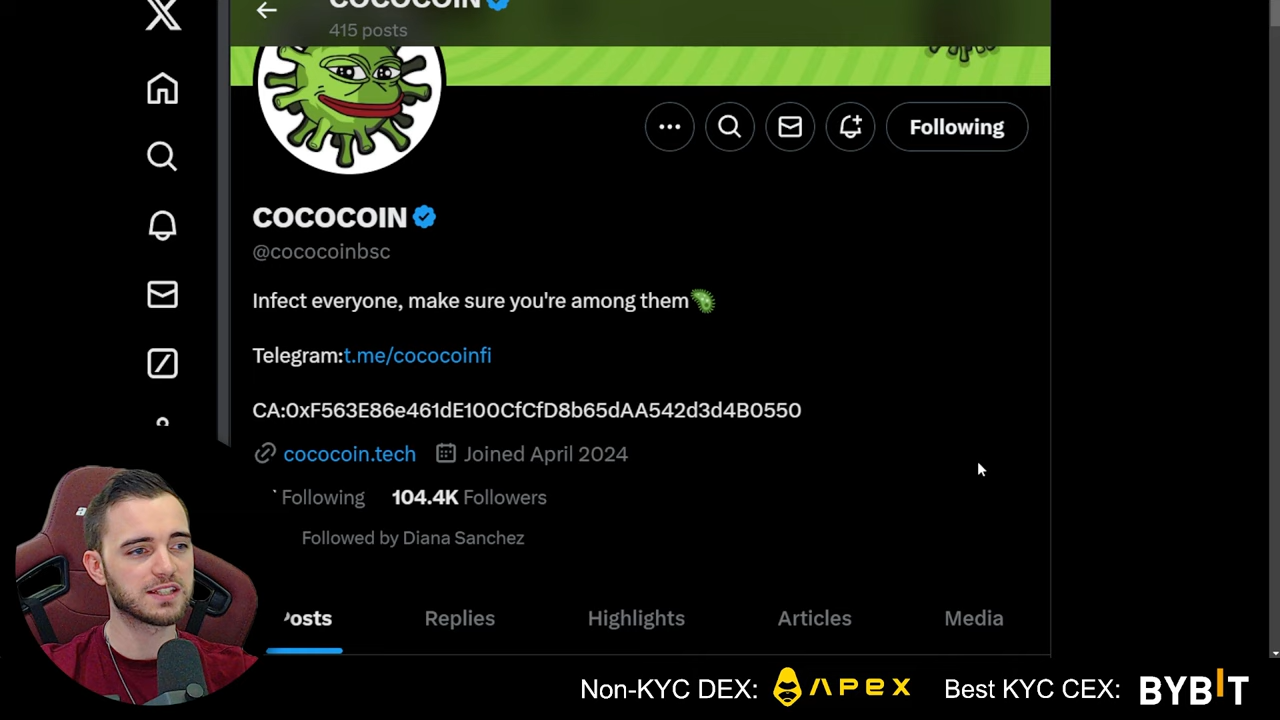 COCOCOIN
415 posts
Following
COCOCOIN
@cococoinbsc
Infect everyone, make sure you're among them
Telegram:t.me/cococoinfi
CA:0xF563E86e461dE100CfCfD8b65dAA542d3d4B0550
cococoin.tech Joined April 2024
Following 104.4K Followers
Followed by Diana Sanchez
Posts Replies Highlights Articles Media
Non-KYC DEX: APEX Best KYC CEX: BYBIT